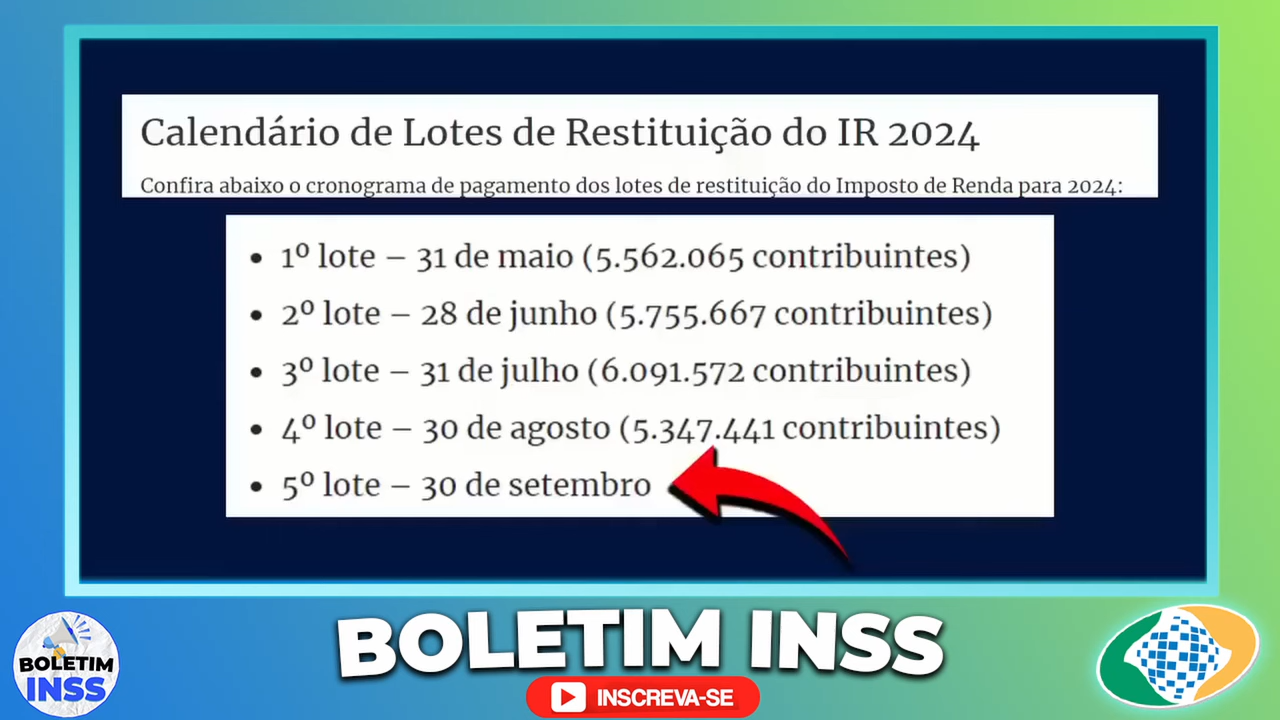 Calendário de Lotes de Restituição do IR 2024
Confira abaixo o cronograma de pagamento dos lotes de restituição do Imposto de Renda para 2024:
• 1º lote – 31 de maio (5.562.065 contribuintes)
• 2º lote – 28 de junho (5.755.667 contribuintes)
• 3º lote – 31 de julho (6.091.572 contribuintes)
• 4º lote – 30 de agosto (5.347.441 contribuintes)
• 5º lote – 30 de setembro
BOLETIM INSS
INSCREVA-SE
BOLETIM
INSS